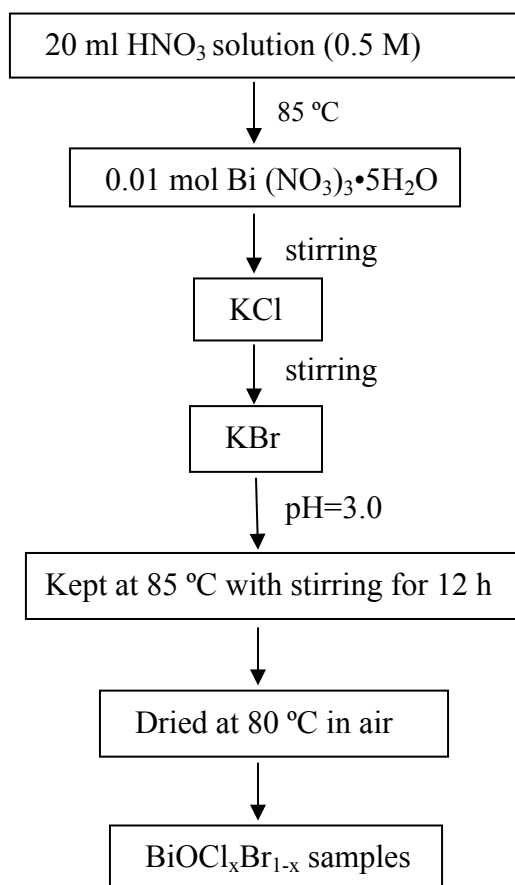 20 ml HNO₃ solution (0.5 M)
85 ºC
0.01 mol Bi (NO₃)₃•5H₂O
stirring
KCl
stirring
KBr
pH=3.0
Kept at 85 ºC with stirring for 12 h
Dried at 80 ºC in air
BiOClₓBr₁₋ₓ samples